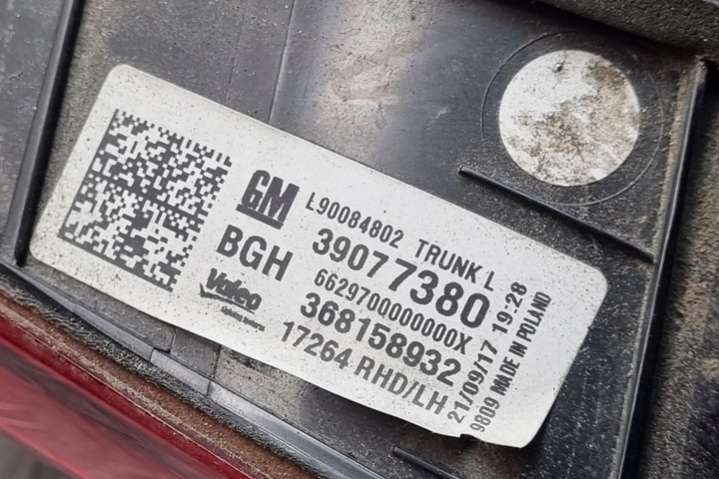 GM
BGH
Valeo
L90084802 TRUNK L
39077380
6629700000000X
368158932
17264 RHD/LH
21/09/17 19:28
9809 MADE IN POLAND